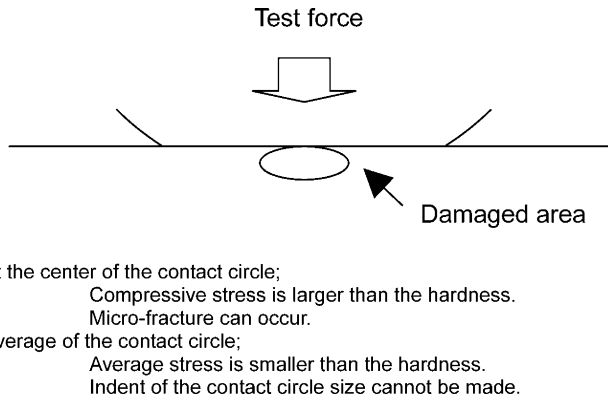 Test force
Damaged area
t the center of the contact circle;
Compressive stress is larger than the hardness.
Micro-fracture can occur.
verage of the contact circle;
Average stress is smaller than the hardness.
Indent of the contact circle size cannot be made.